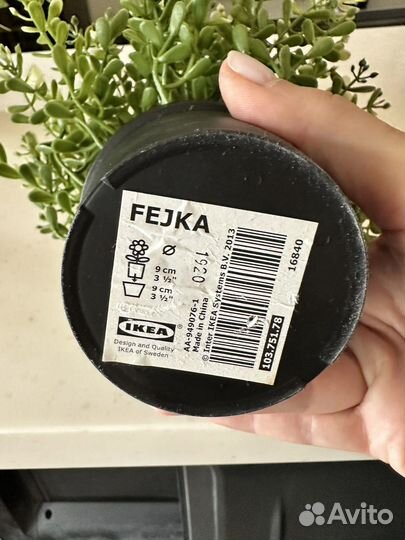 FEJKA
Ø
9 cm
3 ½"
9 cm
3 ½"
1920
IKEA®
Design and Quality
IKEA of Sweden
AA-949076-1
Made in China
© Inter IKEA Systems B.V. 2013
16840
103.751.78
Avito